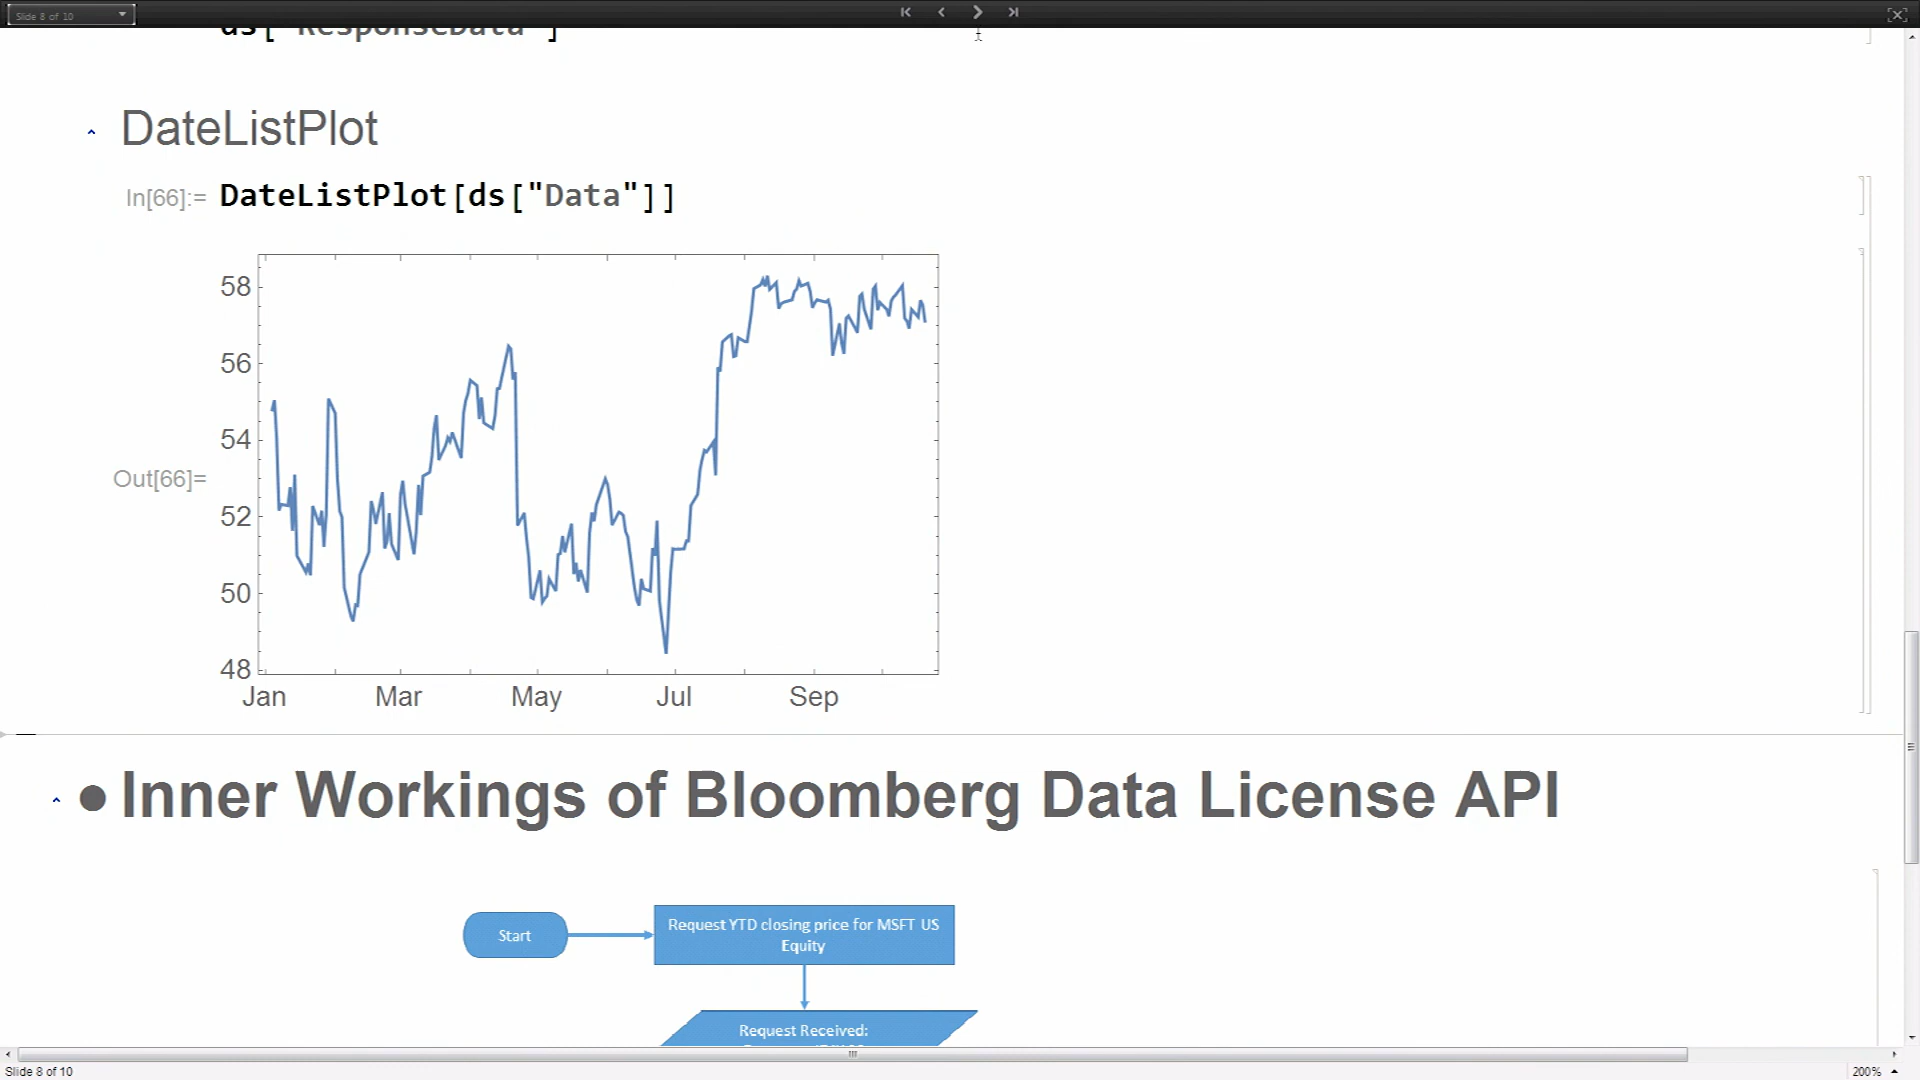 Slide 8 of 10
ds["ResponseData"]
DateListPlot
In[66]:= DateListPlot[ds["Data"]]
58
56
54
Out[66]=
52
50
48
Jan Mar May Jul Sep
Inner Workings of Bloomberg Data License API
Start
Request YTD closing price for MSFT US
Equity
Request Received:
Slide 8 of 10
200%